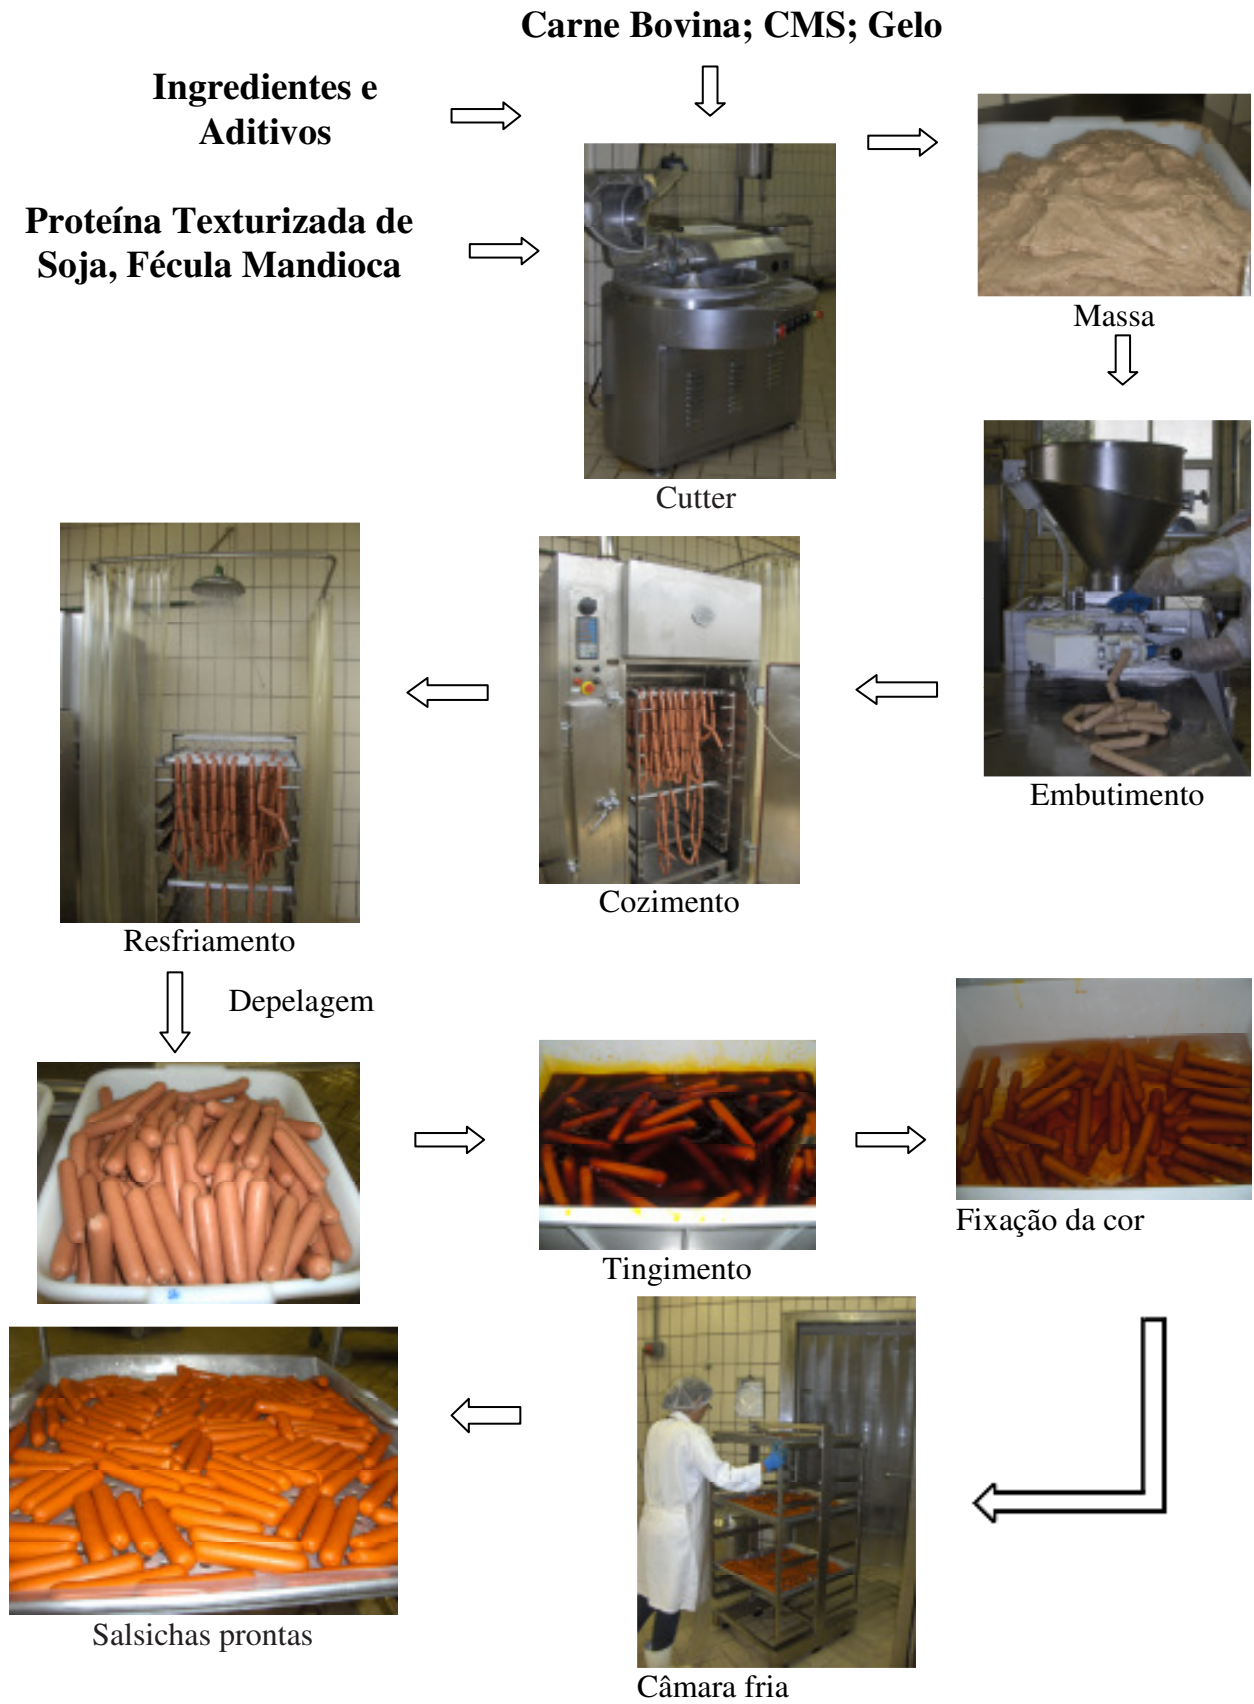 Carne Bovina; CMS; Gelo
Ingredientes e
Aditivos
Proteína Texturizada de
Soja, Fécula Mandioca
Massa
Cutter
Embutimento
Cozimento
Resfriamento
Depelagem
Tingimento
Fixação da cor
Salsichas prontas
Câmara fria